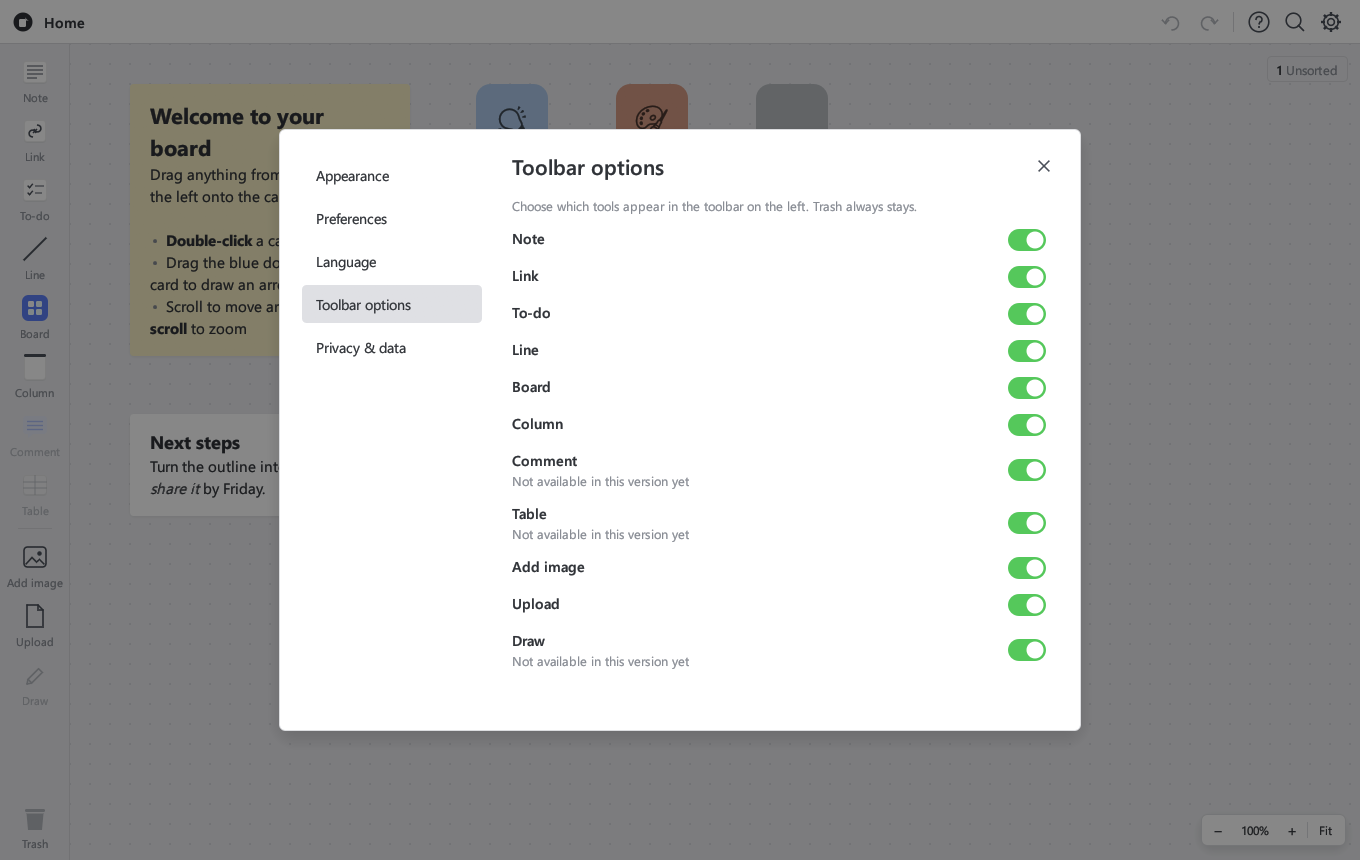 Home
1 Unsorted
Note
Link
To-do
Line
Board
Column
Comment
Table
Add image
Upload
Draw
Trash
Welcome to your
board
Drag anything from
the left onto the ca
• Double-click a ca
• Drag the blue do
card to draw an arr
• Scroll to move ar
scroll to zoom
Next steps
Turn the outline int
share it by Friday.
Appearance
Preferences
Language
Toolbar options
Privacy & data
Toolbar options
Choose which tools appear in the toolbar on the left. Trash always stays.
Note
Link
To-do
Line
Board
Column
Comment
Not available in this version yet
Table
Not available in this version yet
Add image
Upload
Draw
Not available in this version yet
− 100% + Fit